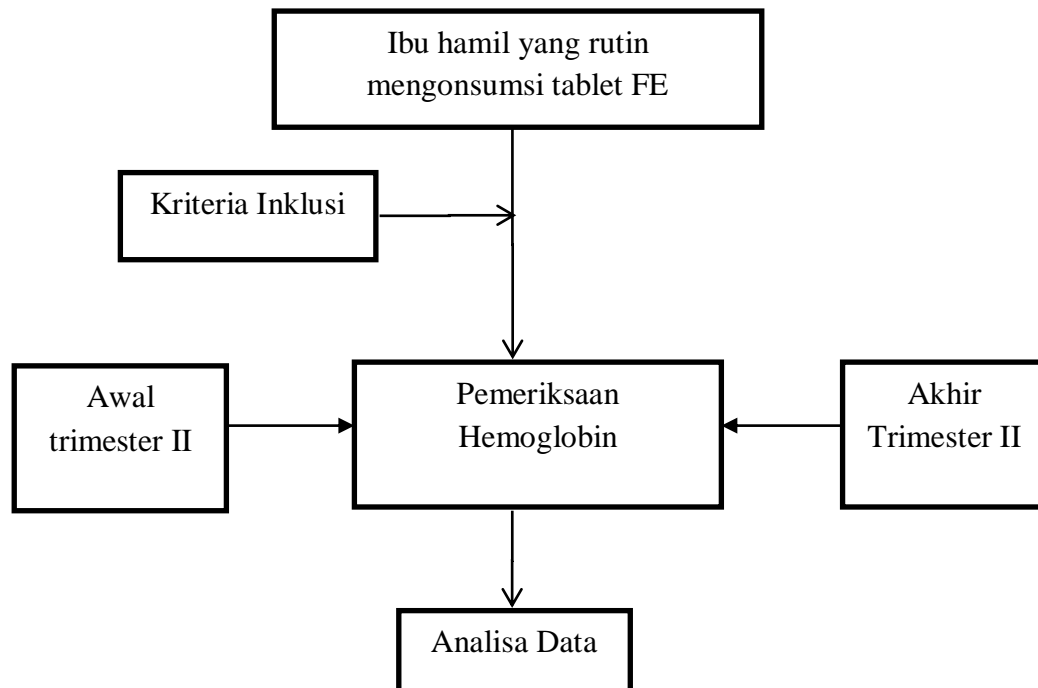 Ibu hamil yang rutin
mengonsumsi tablet FE
Kriteria Inklusi
Awal
trimester II
Pemeriksaan
Hemoglobin
Akhir
Trimester II
Analisa Data